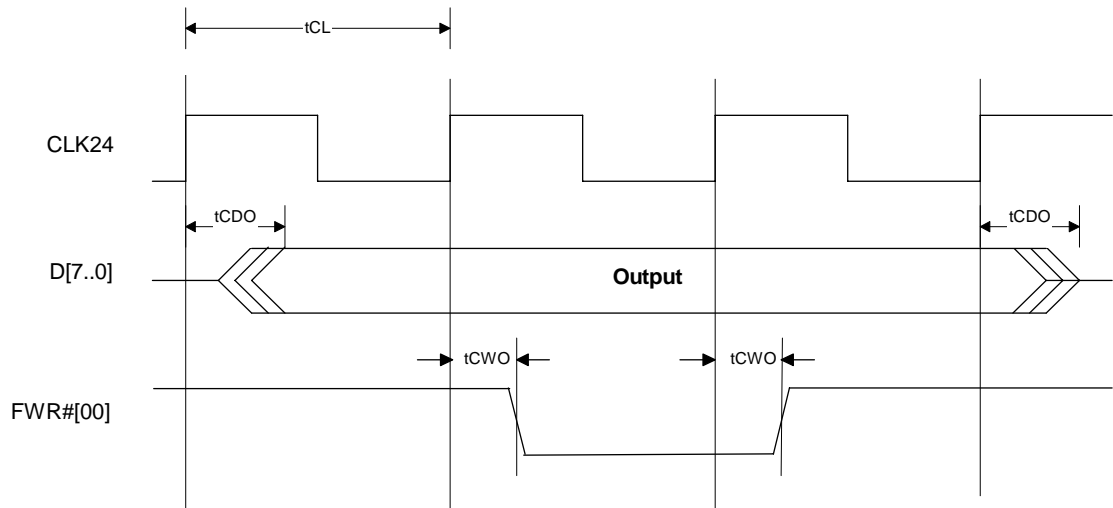 tCL
CLK24
tCDO
tCDO
D[7..0]
Output
tCWO
tCWO
FWR#[00]